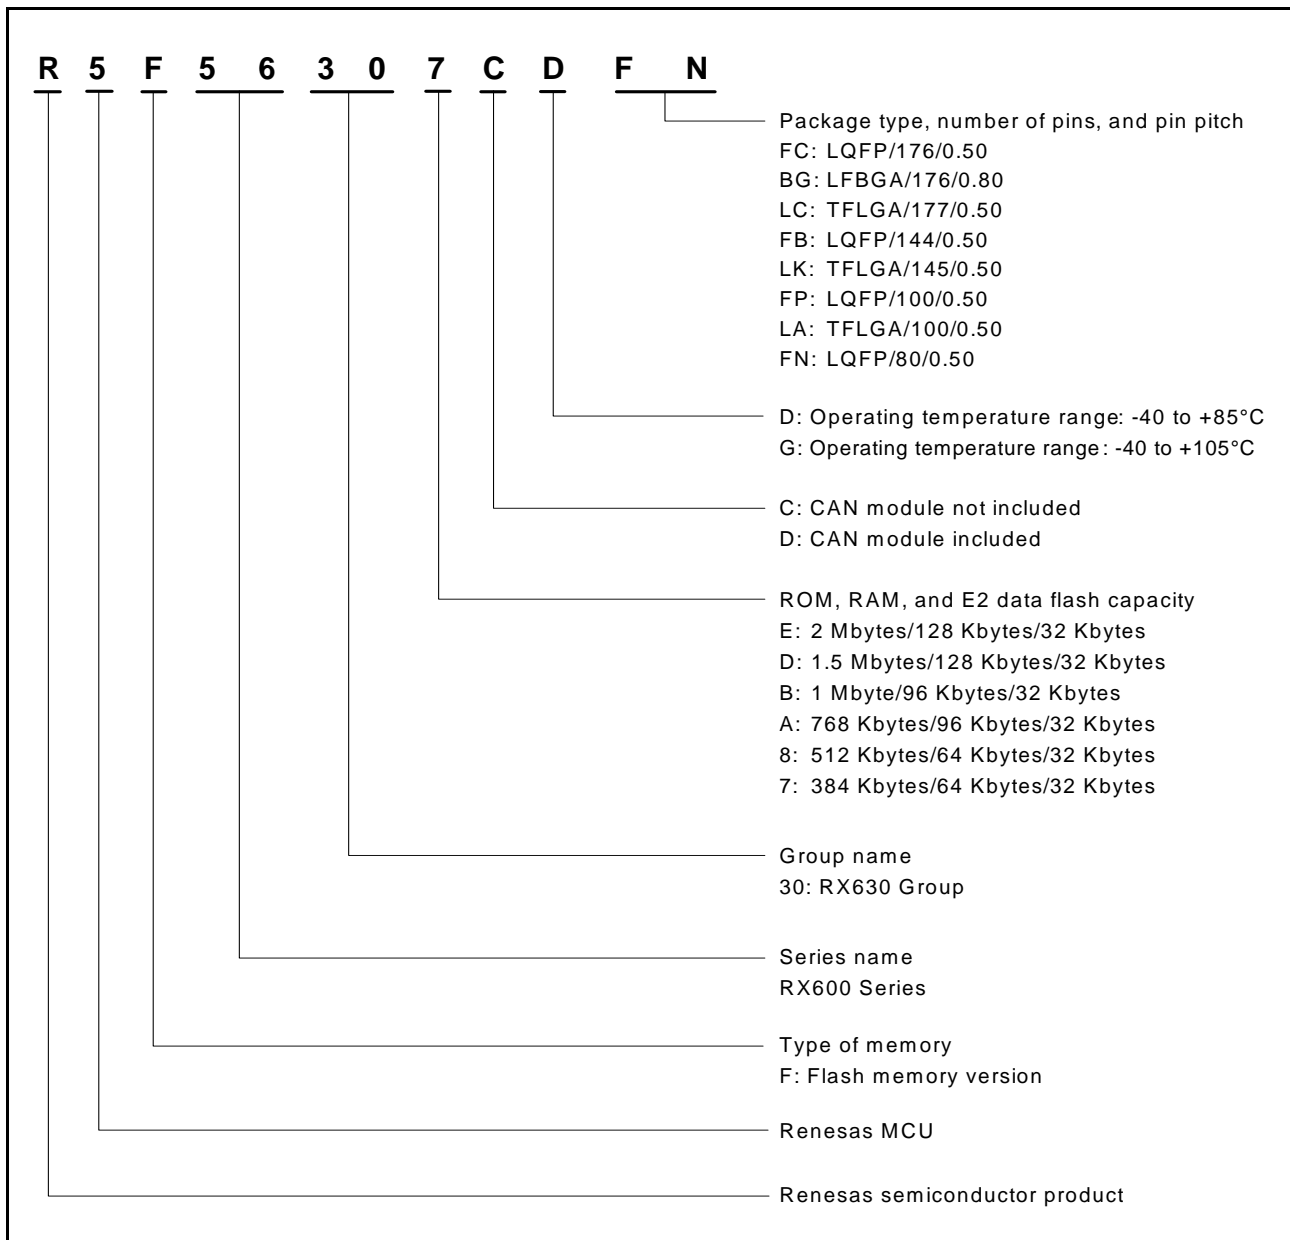 R 5 F 5 6 3 0 7 C D F N
Package type, number of pins, and pin pitch
FC: LQFP/176/0.50
BG: LFBGA/176/0.80
LC: TFLGA/177/0.50
FB: LQFP/144/0.50
LK: TFLGA/145/0.50
FP: LQFP/100/0.50
LA: TFLGA/100/0.50
FN: LQFP/80/0.50
D: Operating temperature range: -40 to +85°C
G: Operating temperature range: -40 to +105°C
C: CAN module not included
D: CAN module included
ROM, RAM, and E2 data flash capacity
E: 2 Mbytes/128 Kbytes/32 Kbytes
D: 1.5 Mbytes/128 Kbytes/32 Kbytes
B: 1 Mbyte/96 Kbytes/32 Kbytes
A: 768 Kbytes/96 Kbytes/32 Kbytes
8: 512 Kbytes/64 Kbytes/32 Kbytes
7: 384 Kbytes/64 Kbytes/32 Kbytes
Group name
30: RX630 Group
Series name
RX600 Series
Type of memory
F: Flash memory version
Renesas MCU
Renesas semiconductor product